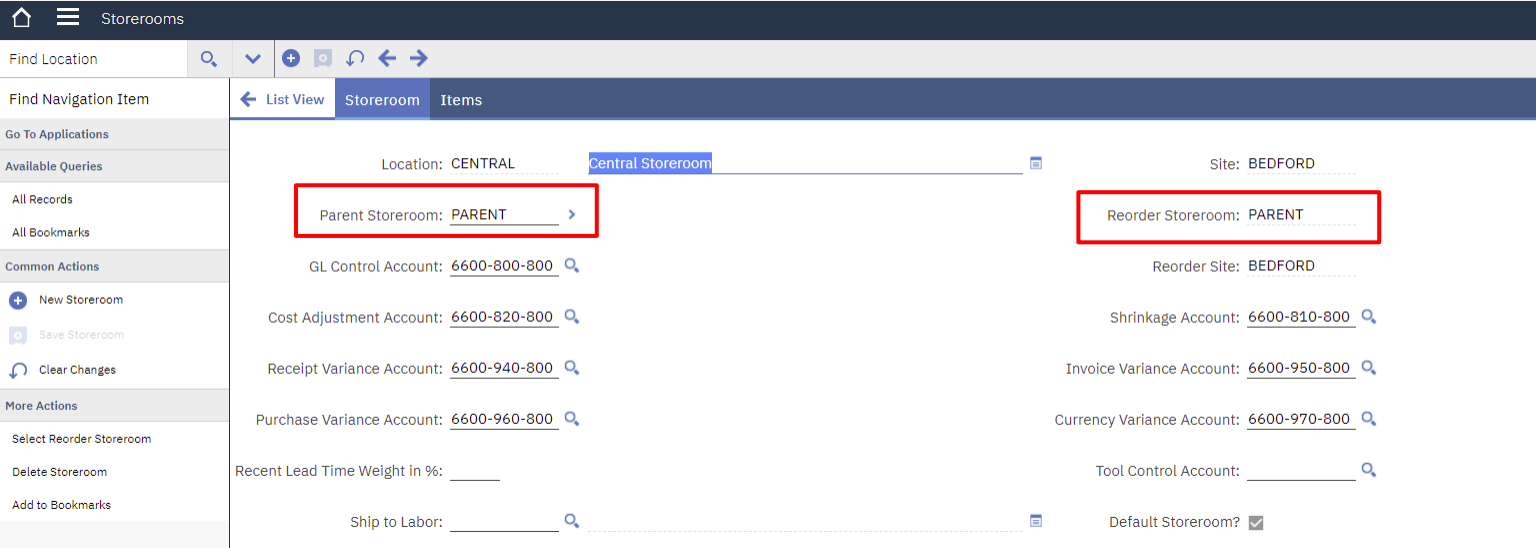 Storerooms
Find Location
Find Navigation Item
List View Storeroom Items
Go To Applications
Available Queries
All Records
All Bookmarks
Common Actions
New Storeroom
Save Storeroom
Clear Changes
More Actions
Select Reorder Storeroom
Delete Storeroom
Add to Bookmarks
Location: CENTRAL Central Storeroom Site: BEDFORD
Parent Storeroom: PARENT Reorder Storeroom: PARENT
GL Control Account: 6600-800-800 Reorder Site: BEDFORD
Cost Adjustment Account: 6600-820-800 Shrinkage Account: 6600-810-800
Receipt Variance Account: 6600-940-800 Invoice Variance Account: 6600-950-800
Purchase Variance Account: 6600-960-800 Currency Variance Account: 6600-970-800
Recent Lead Time Weight in %: Tool Control Account:
Ship to Labor: Default Storeroom?